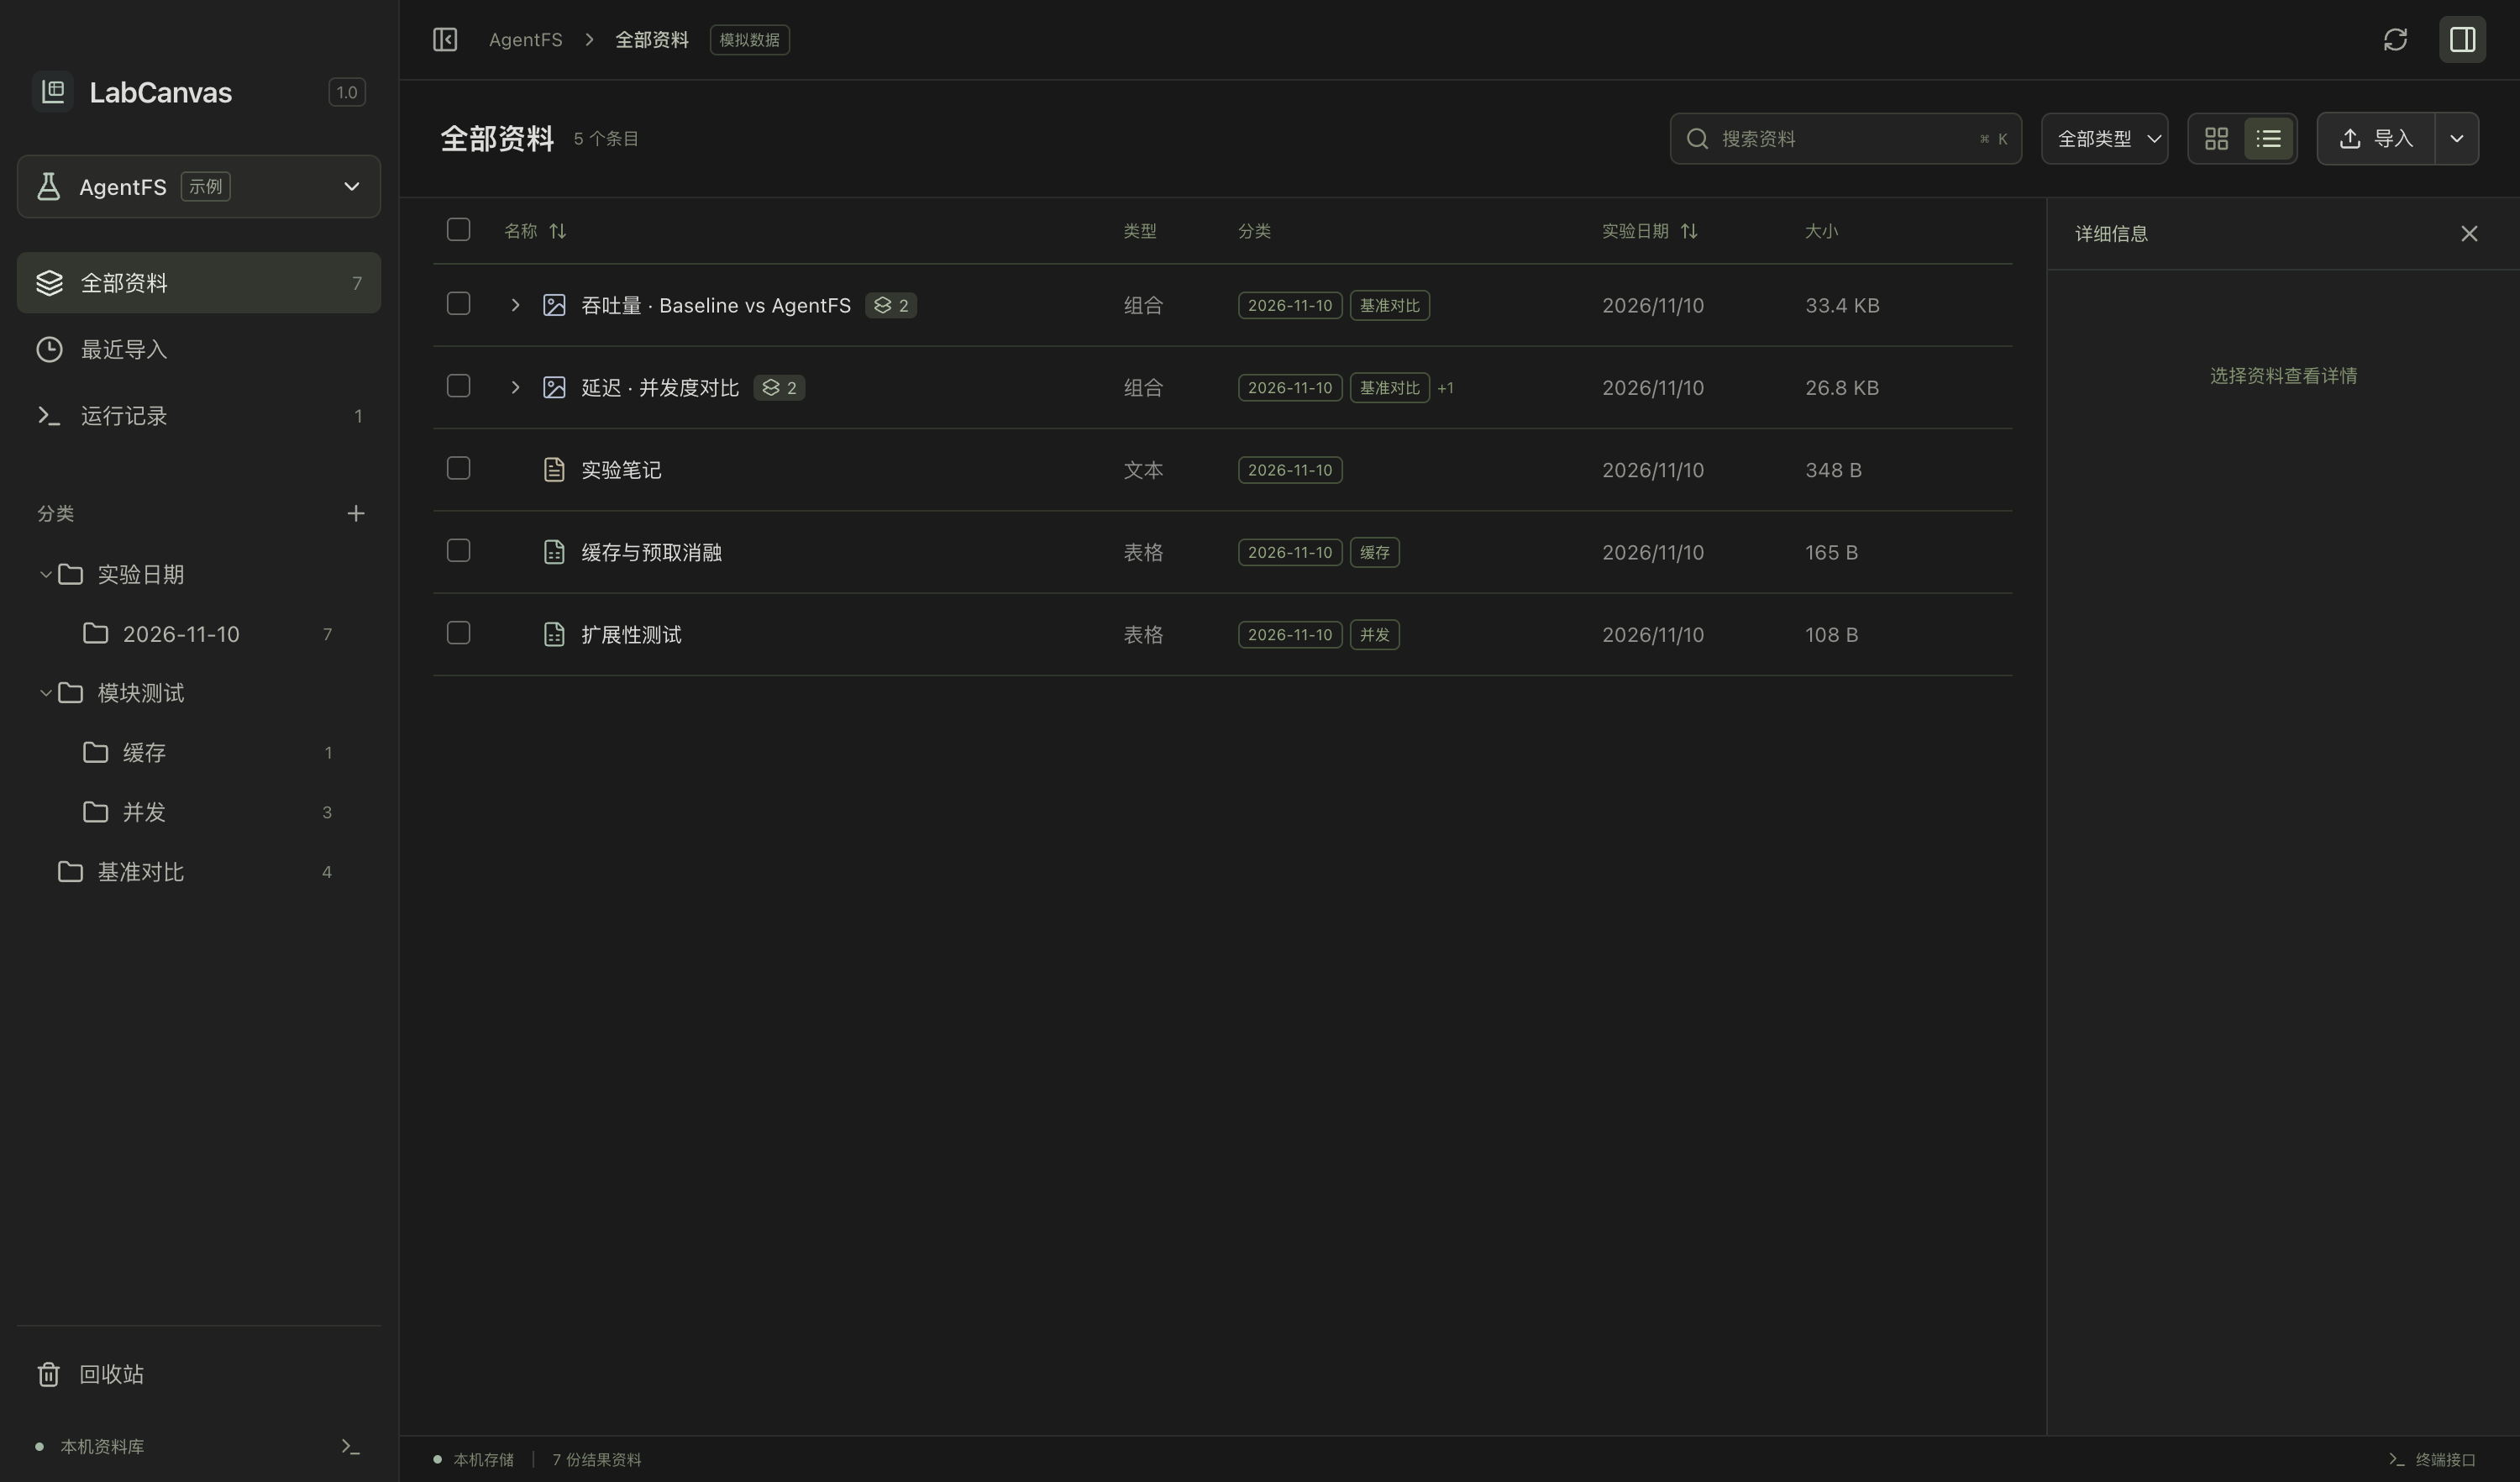 LabCanvas 1.0
AgentFS 示例
全部资料 7
最近导入
运行记录 1
分类
实验日期
2026-11-10 7
模块测试
缓存 1
并发 3
基准对比 4
回收站
本机资料库
AgentFS 全部资料 模拟数据
全部资料 5 个条目
搜索资料 ⌘ K
全部类型
导入
名称 类型 分类 实验日期 大小
吞吐量 · Baseline vs AgentFS 2 组合 2026-11-10 基准对比 2026/11/10 33.4 KB
延迟 · 并发度对比 2 组合 2026-11-10 基准对比 +1 2026/11/10 26.8 KB
实验笔记 文本 2026-11-10 2026/11/10 348 B
缓存与预取消融 表格 2026-11-10 缓存 2026/11/10 165 B
扩展性测试 表格 2026-11-10 并发 2026/11/10 108 B
详细信息
选择资料查看详情
本机存储 7 份结果资料
终端接口